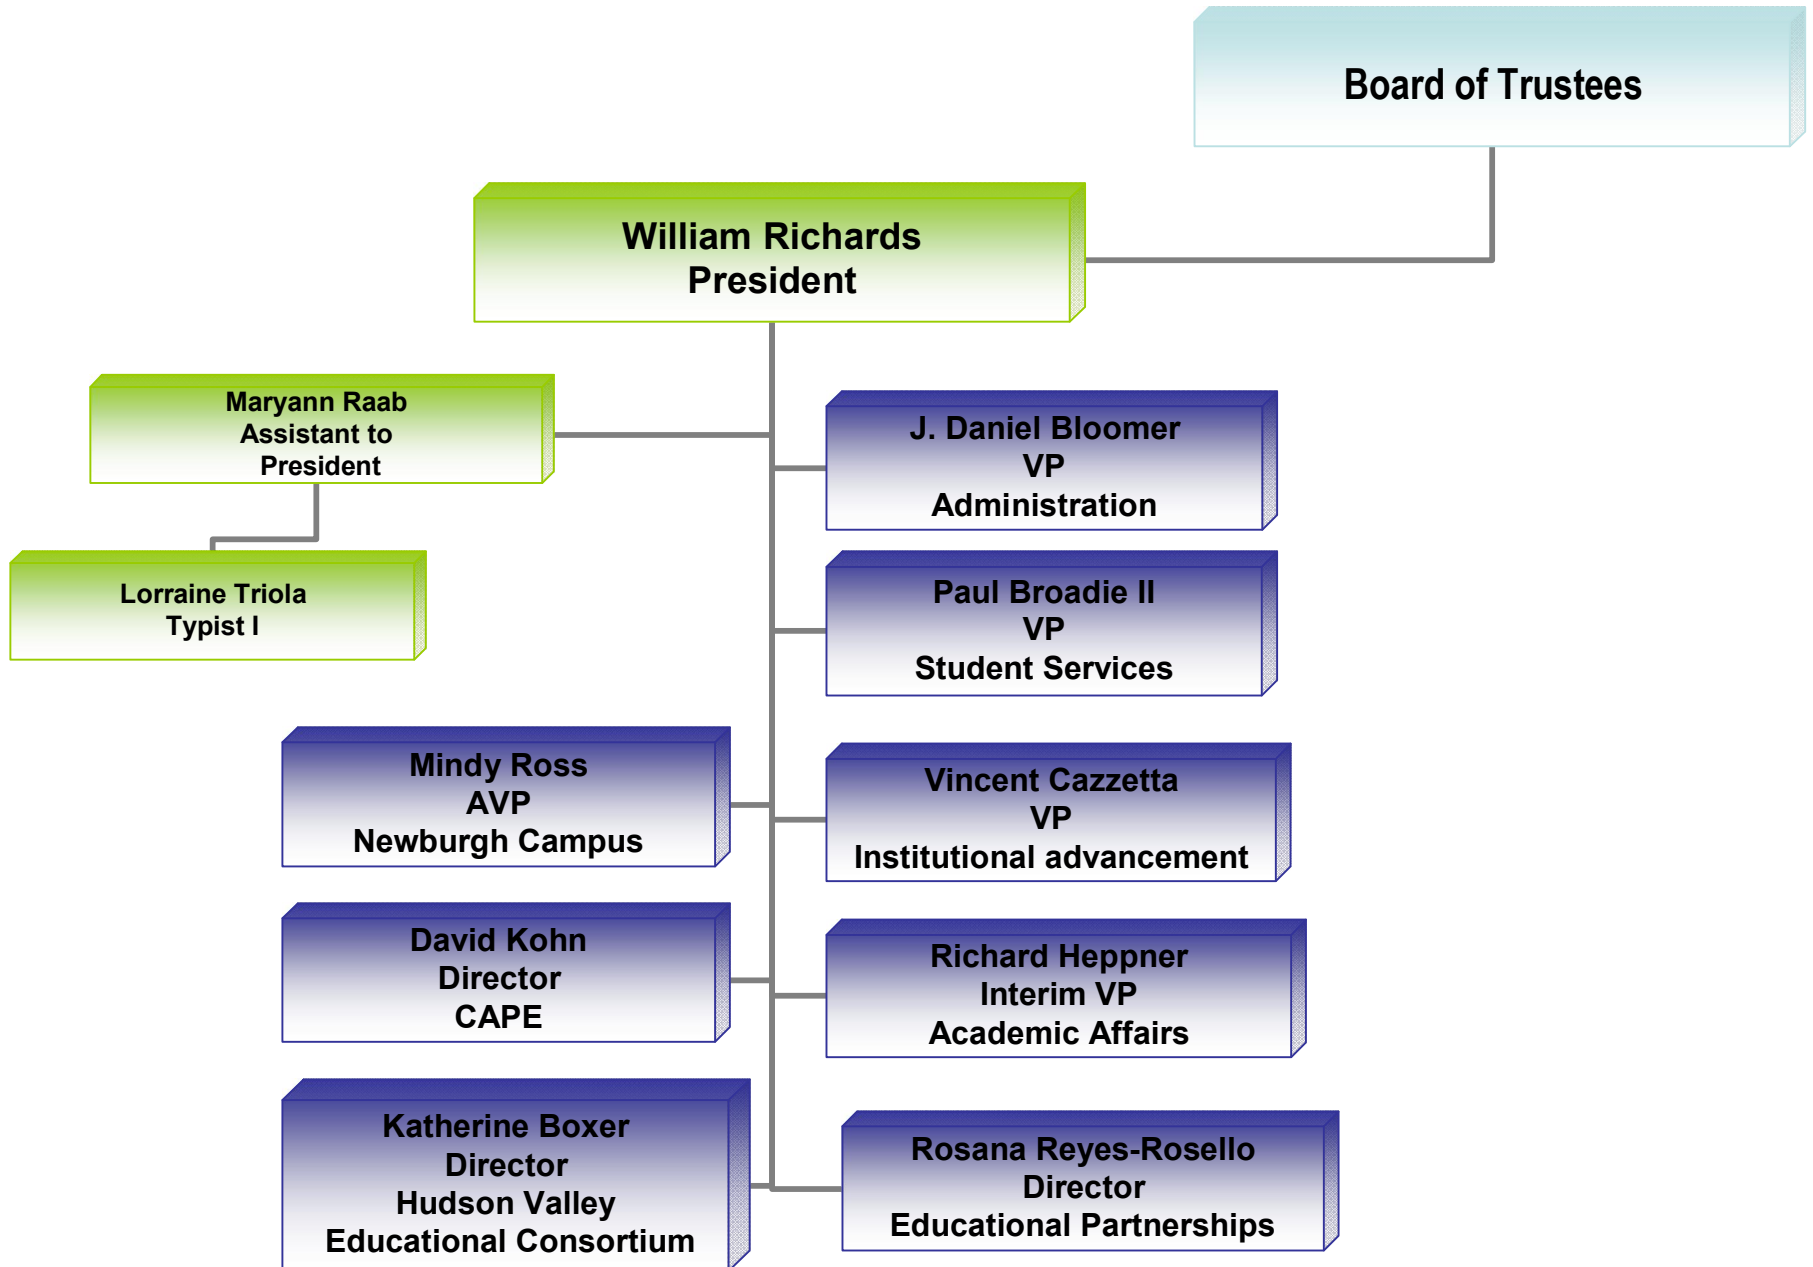 Board of Trustees
William Richards
President
Maryann Raab
Assistant to
President
J. Daniel Bloomer
VP
Administration
Lorraine Triola
Typist I
Paul Broadie II
VP
Student Services
Mindy Ross
AVP
Newburgh Campus
Vincent Cazzetta
VP
Institutional advancement
David Kohn
Director
CAPE
Richard Heppner
Interim VP
Academic Affairs
Katherine Boxer
Director
Hudson Valley
Educational Consortium
Rosana Reyes-Rosello
Director
Educational Partnerships